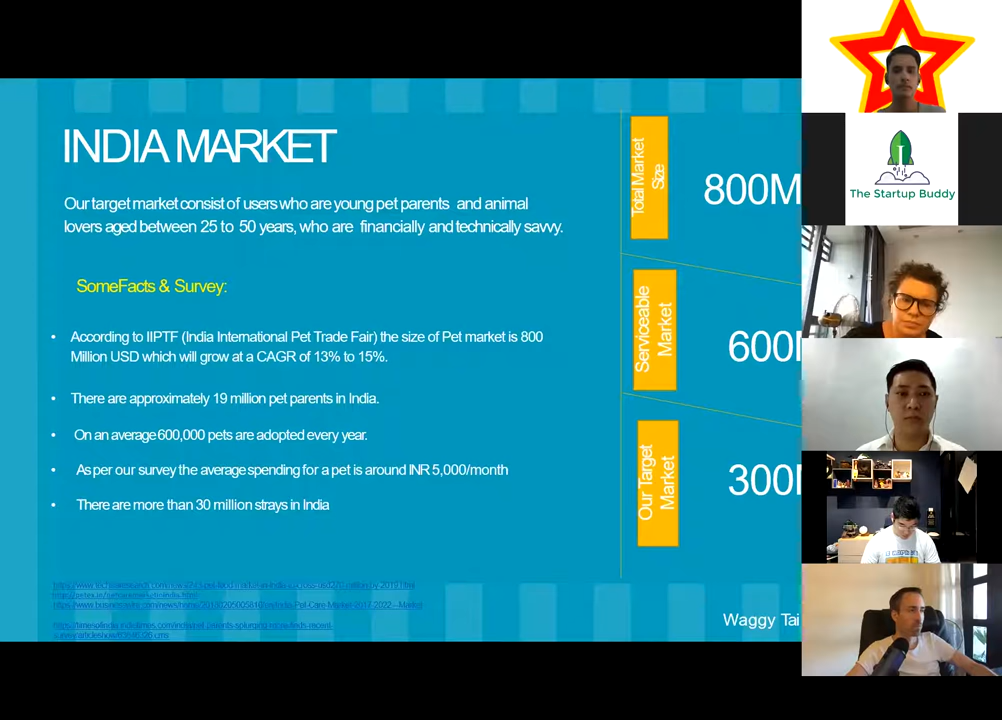 INDIA MARKET
Our target market consist of users who are young pet parents and animal
lovers aged between 25 to 50 years, who are financially and technically savvy.
SomeFacts & Survey:
• According to IIPTF (India International Pet Trade Fair) the size of Pet market is 800
Million USD which will grow at a CAGR of 13% to 15%.
• There are approximately 19 million pet parents in India.
• On an average 600,000 pets are adopted every year.
• As per our survey the average spending for a pet is around INR 5,000/month
• There are more than 30 million strays in India
Total Market
Size
800M
Serviceable
Market
600
Our Target
Market
300
Waggy Tai
The Startup Buddy